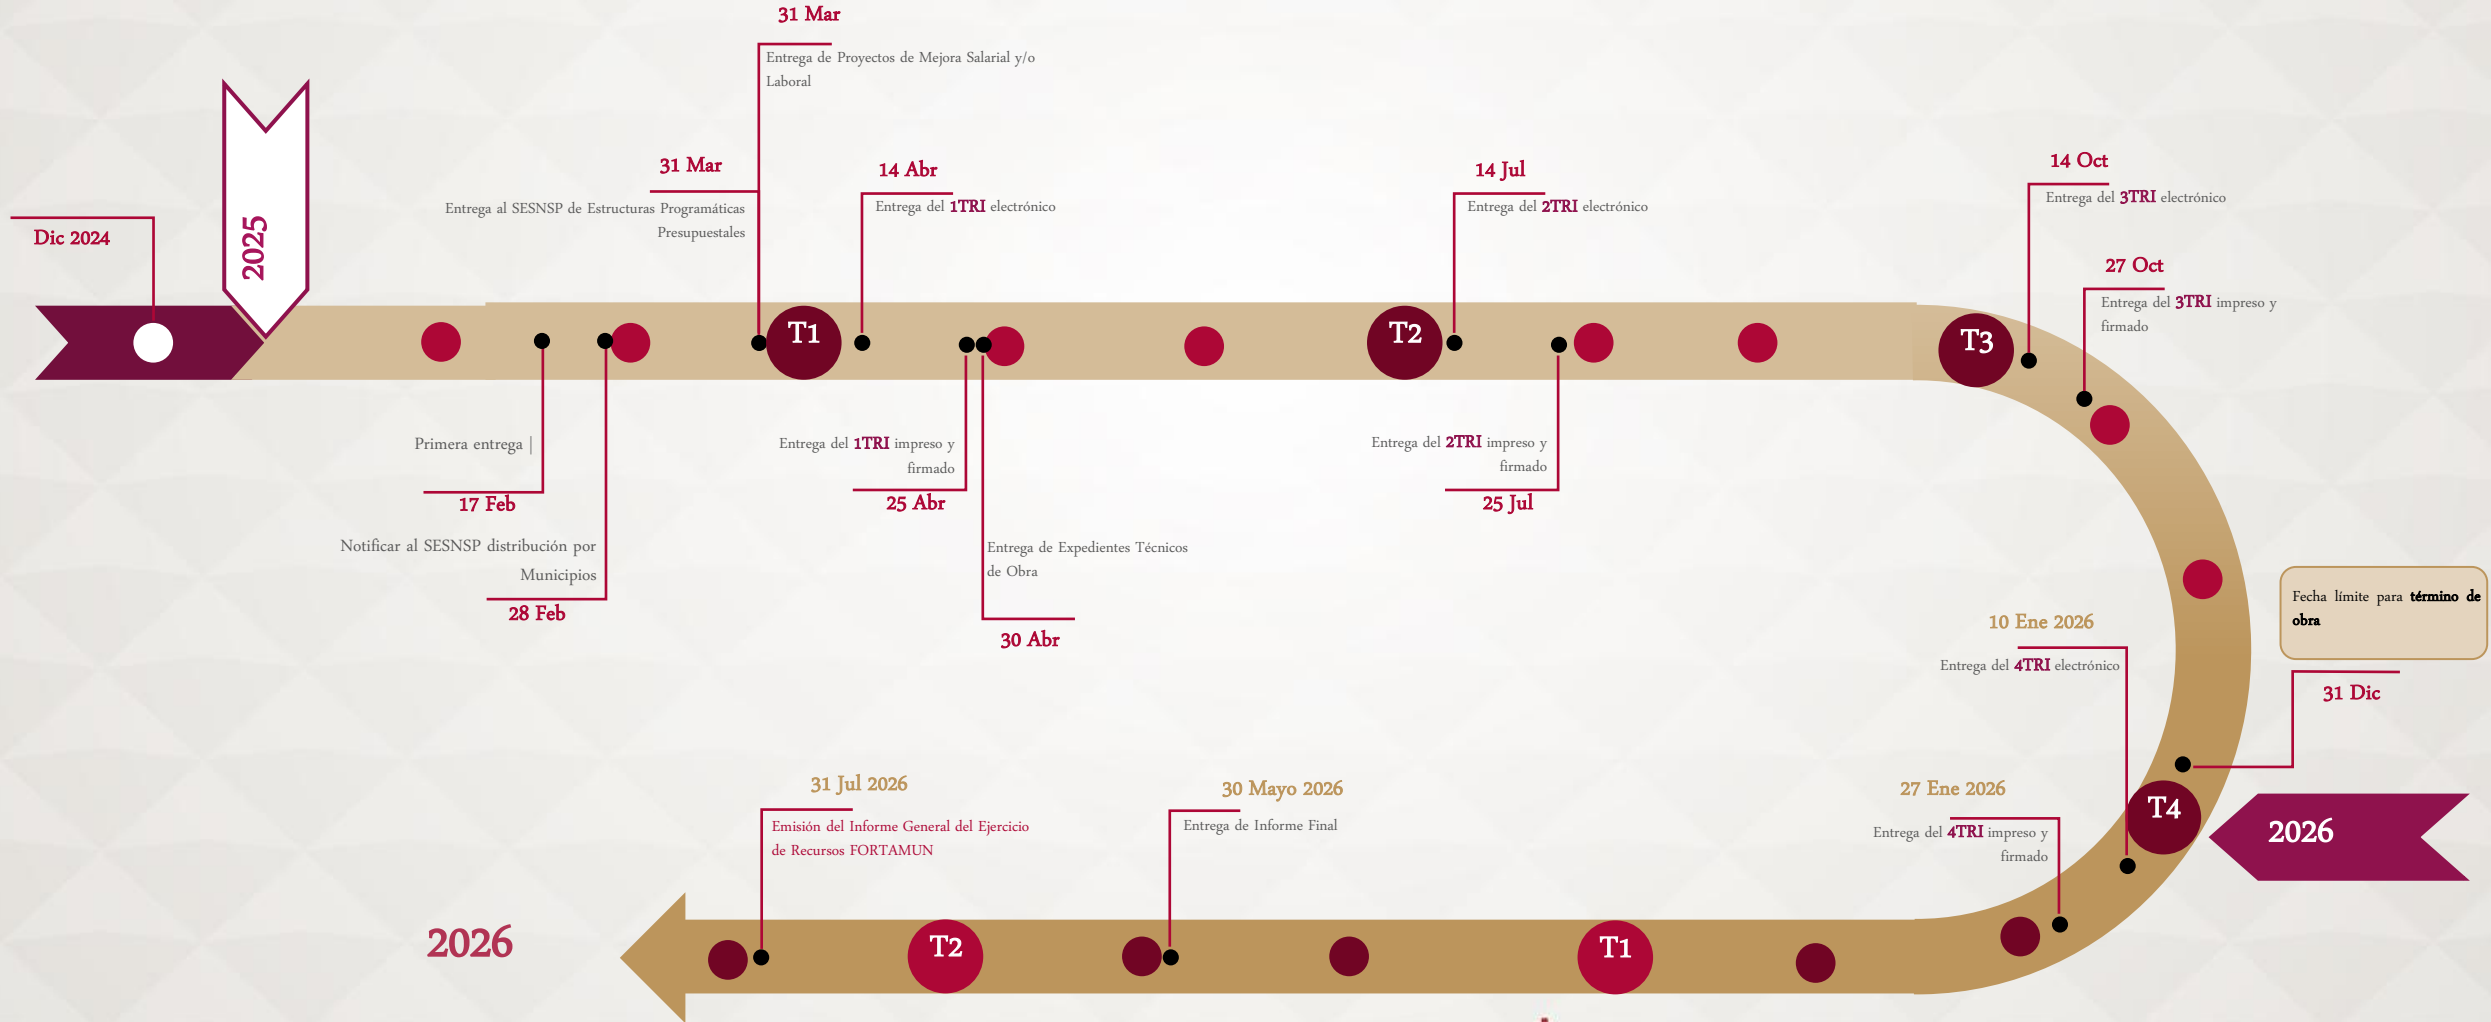 31 Mar
Entrega de Proyectos de Mejora Salarial y/o
Laboral
31 Mar
Entrega al SESNSP de Estructuras Programáticas
Presupuestales
14 Abr
Entrega del 1TRI electrónico
14 Jul
Entrega del 2TRI electrónico
14 Oct
Entrega del 3TRI electrónico
27 Oct
Entrega del 3TRI impreso y
firmado
Dic 2024
2025
T1
T2
T3
Primera entrega |
17 Feb
Notificar al SESNSP distribución por
Municipios
28 Feb
Entrega del 1TRI impreso y
firmado
25 Abr
Entrega de Expedientes Técnicos
de Obra
30 Abr
Entrega del 2TRI impreso y
firmado
25 Jul
Fecha límite para término de
obra
31 Dic
10 Ene 2026
Entrega del 4TRI electrónico
T4
2026
27 Ene 2026
Entrega del 4TRI impreso y
firmado
30 Mayo 2026
Entrega de Informe Final
31 Jul 2026
Emisión del Informe General del Ejercicio
de Recursos FORTAMUN
2026
T2
T1